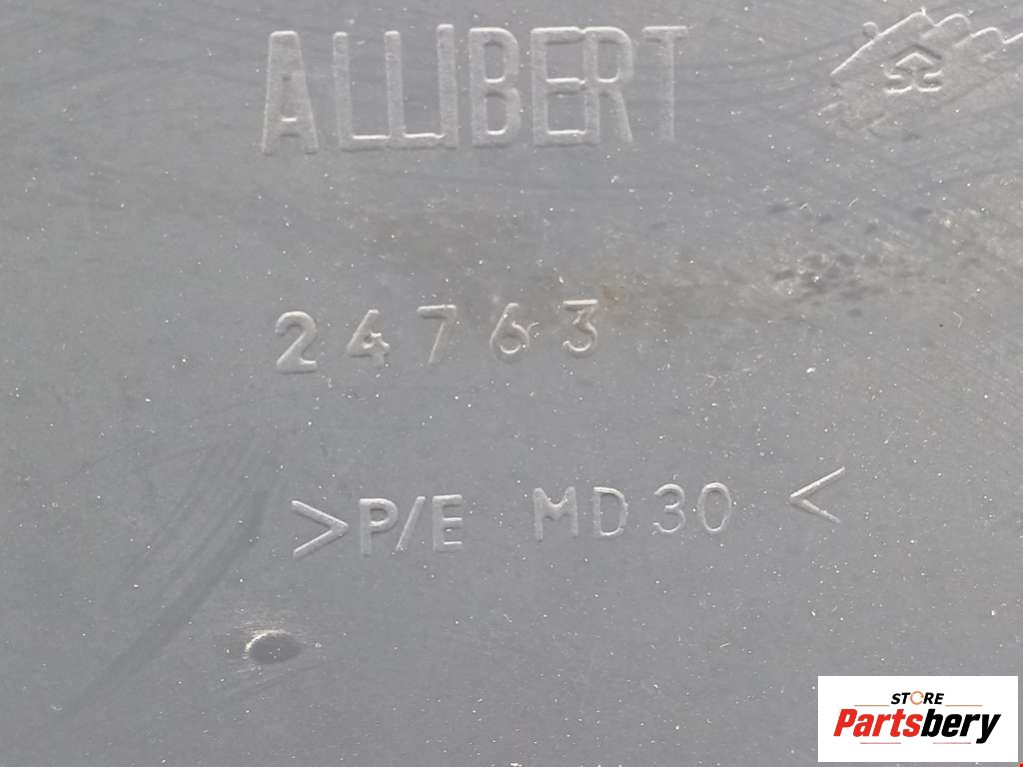 ALLIBERT
24763
>P/E MD30<
STORE
Partsbery